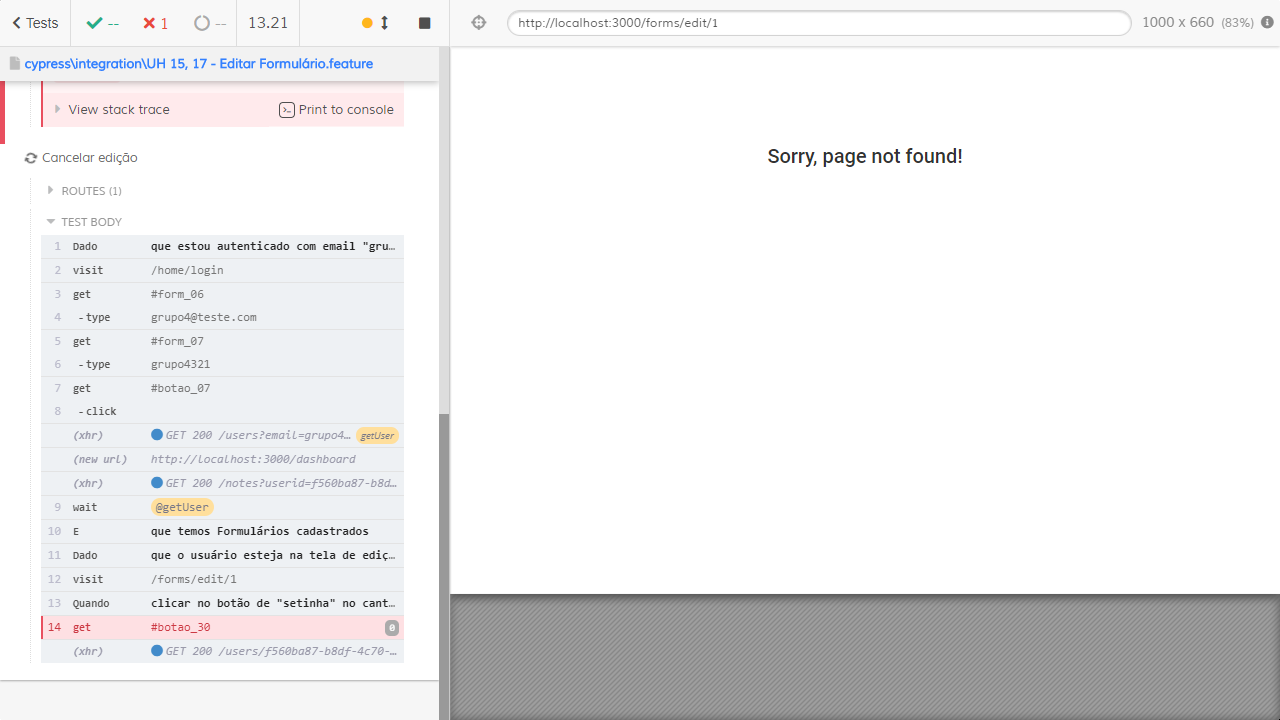 Tests
--
1
--
13.21
http://localhost:3000/forms/edit/1
1000 x 660 (83%)
cypress\integration\UH 15, 17 - Editar Formulário.feature
View stack trace
Print to console
Cancelar edição
ROUTES (1)
TEST BODY
1 Dado que estou autenticado com email "gru…
2 visit /home/login
3 get #form_06
4 -type grupo4@teste.com
5 get #form_07
6 -type grupo4321
7 get #botao_07
8 -click
(xhr) GET 200 /users?email=grupo4… getUser
(new url) http://localhost:3000/dashboard
(xhr) GET 200 /notes?userid=f560ba87-b8d…
9 wait @getUser
10 E que temos Formulários cadastrados
11 Dado que o usuário esteja na tela de ediç…
12 visit /forms/edit/1
13 Quando clicar no botão de "setinha" no cant…
14 get #botao_30 0
(xhr) GET 200 /users/f560ba87-b8df-4c70-…
Sorry, page not found!